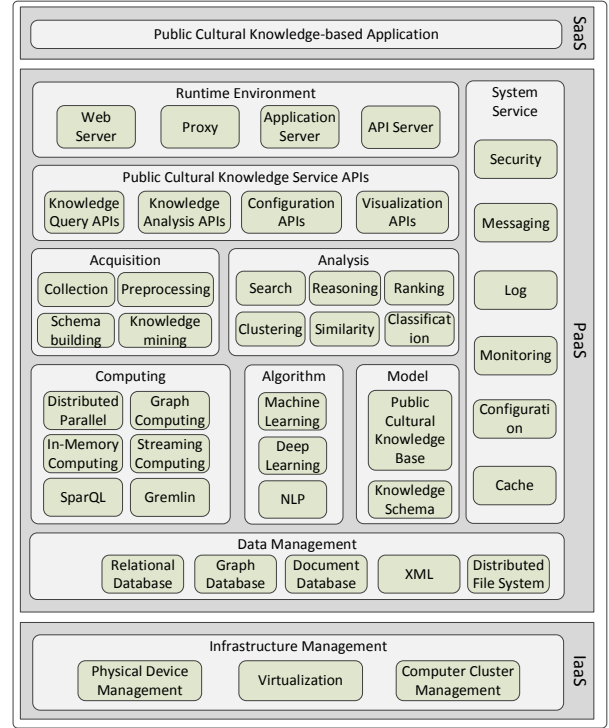 Public Cultural Knowledge-based Application
SaaS
Runtime Environment
Web
Server
Proxy
Application
Server
API Server
Public Cultural Knowledge Service APIs
Knowledge
Query APIs
Knowledge
Analysis APIs
Configuration
APIs
Visualization
APIs
Acquisition
Collection
Preprocessing
Schema
building
Knowledge
mining
Analysis
Search
Reasoning
Ranking
Clustering
Similarity
Classificat
ion
Computing
Distributed
Parallel
Graph
Computing
In-Memory
Computing
Streaming
Computing
SparQL
Gremlin
Algorithm
Machine
Learning
Deep
Learning
NLP
Model
Public
Cultural
Knowledge
Base
Knowledge
Schema
System
Service
Security
Messaging
Log
Monitoring
Configurati
on
Cache
PaaS
Data Management
Relational
Database
Graph
Database
Document
Database
XML
Distributed
File System
Infrastructure Management
Physical Device
Management
Virtualization
Computer Cluster
Management
IaaS